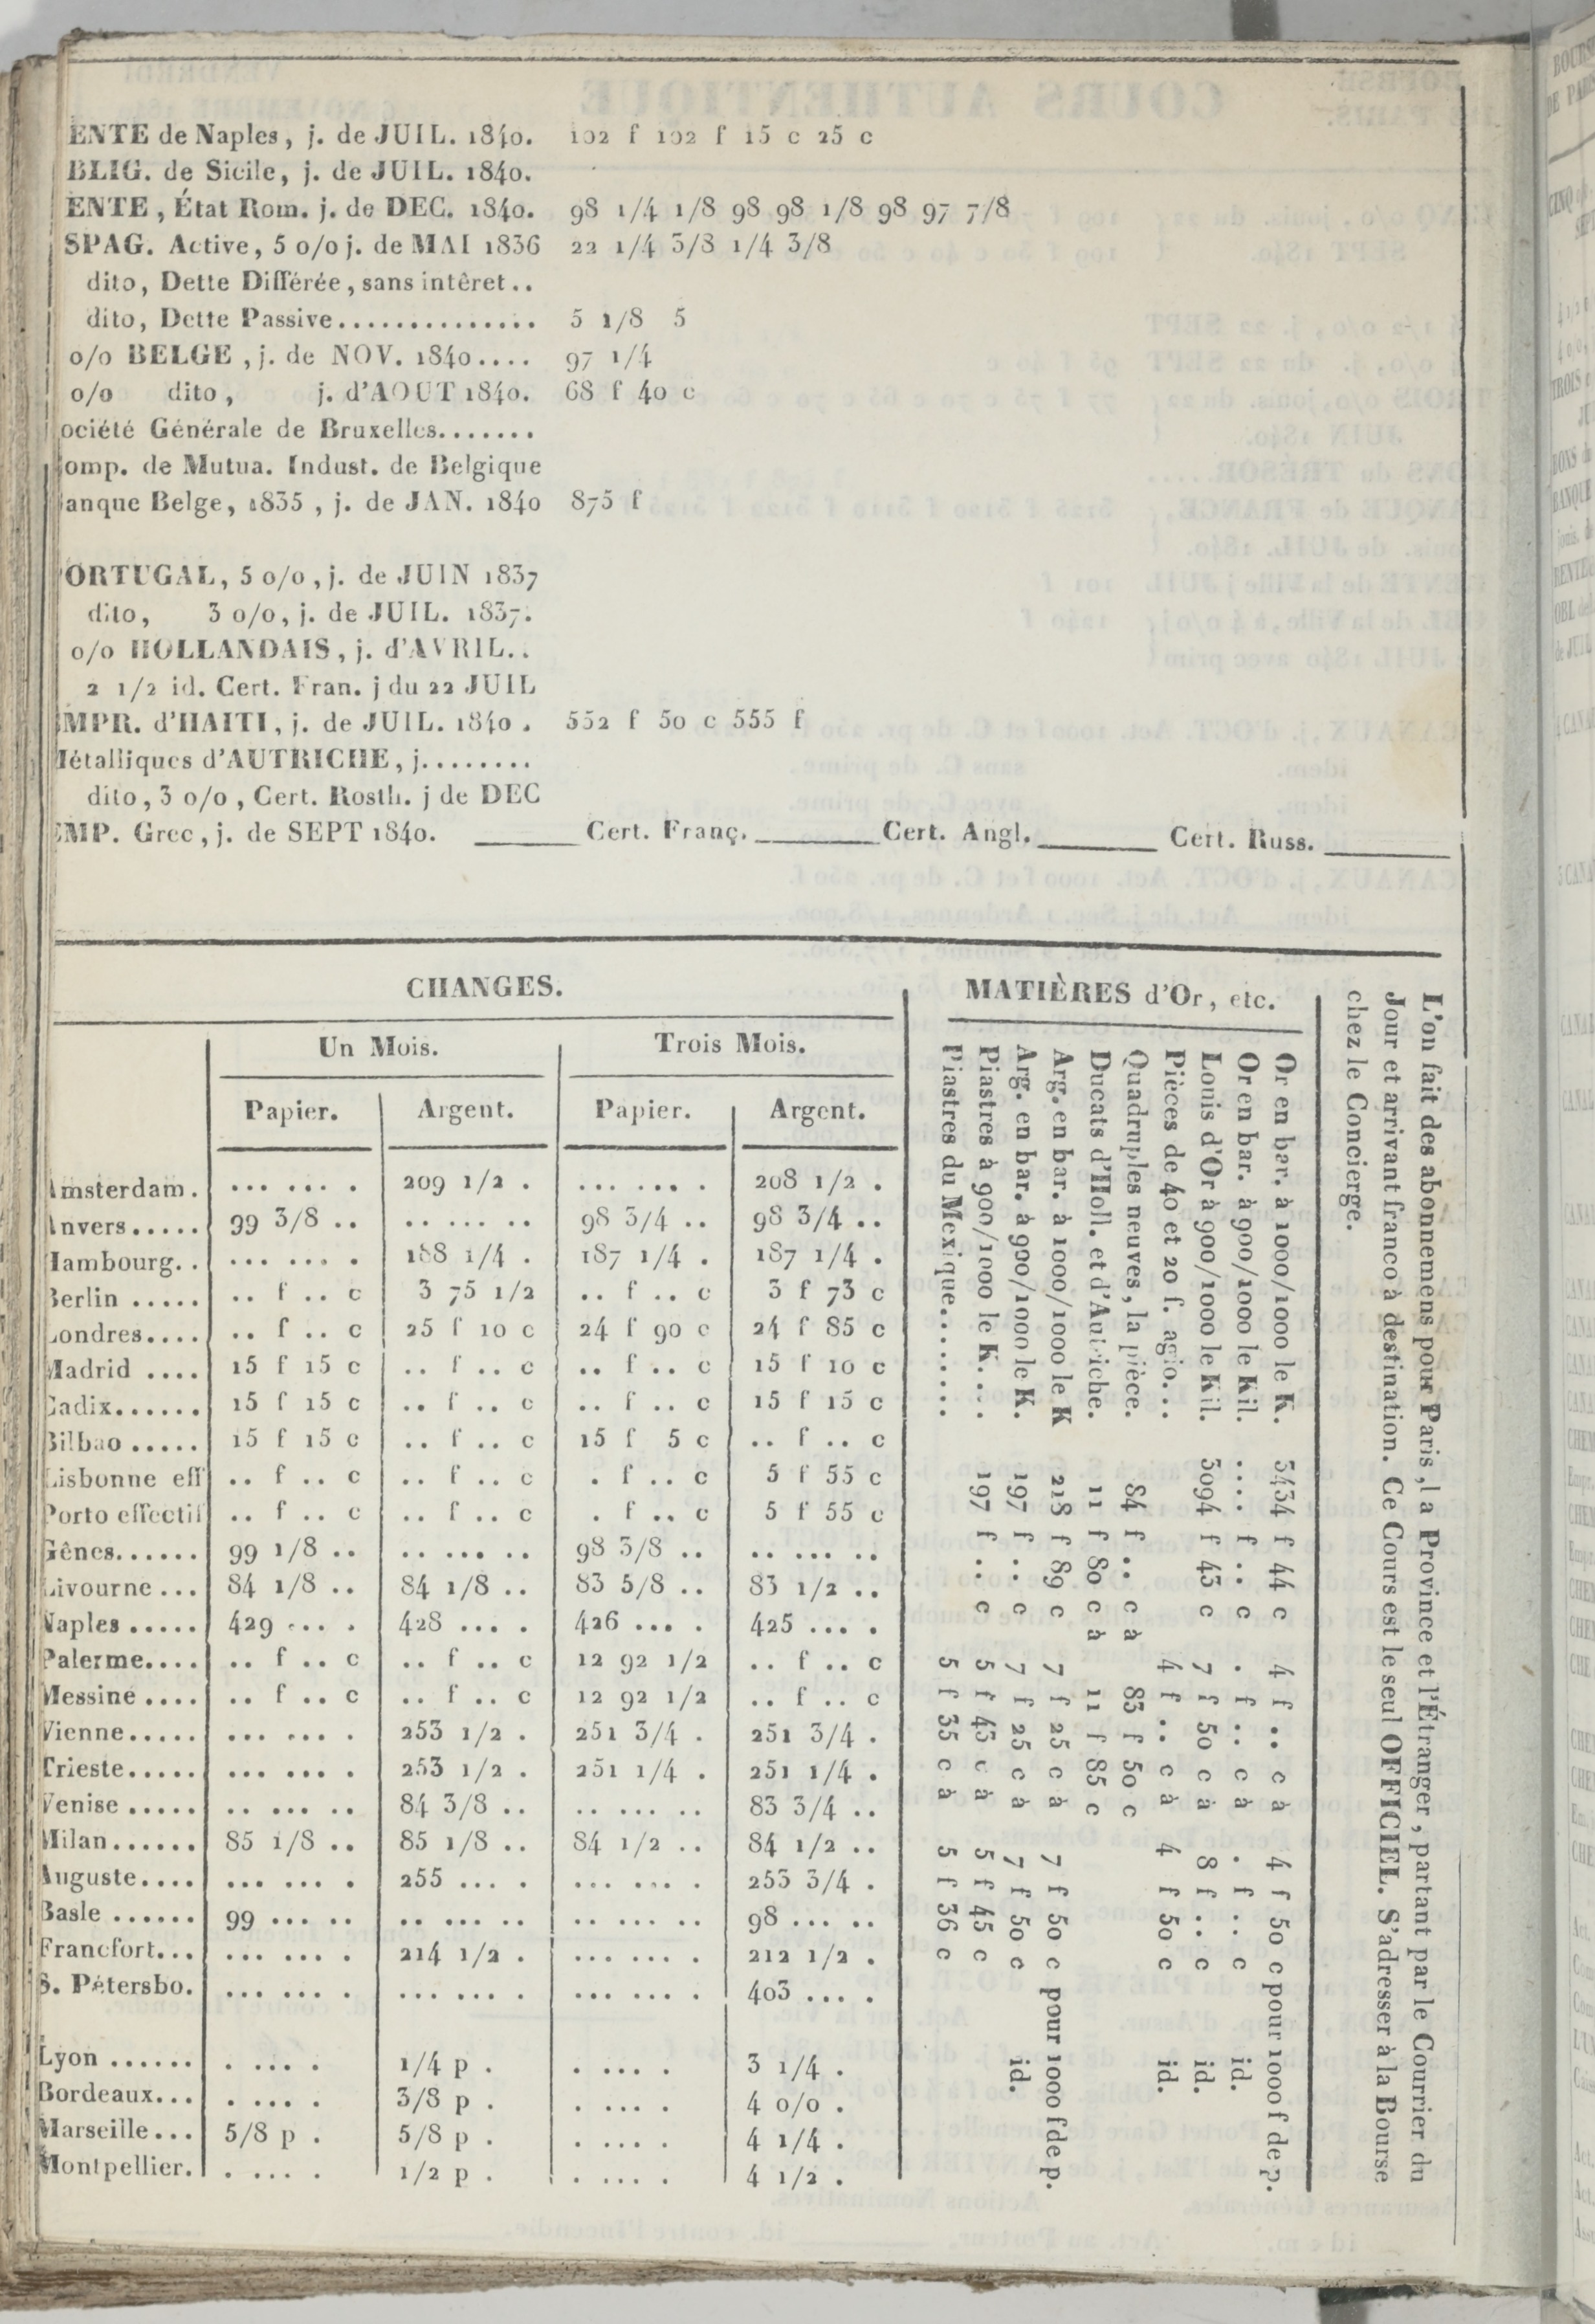 ENTE de Naples, j. de JUIL. 1840. 102 f 102 f 15 c 25 c
BLIG. de Sicile, j. de JUIL. 1840.
ENTE, État Rom. j. de DEC. 1840. 98 1/4 1/8 98 98 1/8 98 97 7/8
SPAG. Active, 5 o/o j. de MAI 1836 22 1/4 3/8 1/4 3/8
dito, Dette Différée, sans intêret..
dito, Dette Passive.............. 5 1/8 5
o/o BELGE, j. de NOV. 1840.... 97 1/4
o/o dito, j. d'AOUT 1840. 68 f 40 c
ociété Générale de Bruxelles.......
omp. de Mutua. Indust. de Belgique
anque Belge, 1835, j. de JAN. 1840 875 f
ORTUGAL, 5 o/o, j. de JUIN 1837
dito, 3 o/o, j. de JUIL. 1837.
o/o HOLLANDAIS, j. d'AVRIL..
2 1/2 id. Cert. Fran. j du 22 JUIL
MPR. d'HAITI, j. de JUIL. 1840. 552 f 50 c 555 f
Métalliques d'AUTRICHE, j........
dito, 3 o/o, Cert. Rosth. j de DEC
EMP. Grec, j. de SEPT 1840. ____ Cert. Franç. ____ Cert. Angl. ____ Cert. Russ. ____
CHANGES.
Un Mois. Trois Mois.
Papier. Argent. Papier. Argent.
Amsterdam. ... ... . 209 1/2 . ... ... . 208 1/2 .
Anvers..... 99 3/8 .. .. ... .. 98 3/4 .. 98 3/4 ..
Hambourg.. ... ... . 188 1/4 . 187 1/4 . 187 1/4 .
Berlin ..... .. f .. c 3 75 1/2 .. f .. c 3 f 73 c
Londres.... .. f .. c 25 f 10 c 24 f 90 c 24 f 85 c
Madrid .... 15 f 15 c .. f .. c .. f .. c 15 f 10 c
Cadix...... 15 f 15 c .. f .. c .. f .. c 15 f 15 c
Bilbao ..... 15 f 15 c .. f .. c 15 f 5 c .. f .. c
Lisbonne eff .. f .. c .. f .. c . f .. c 5 f 55 c
Porto effectif .. f .. c .. f .. c . f .. c 5 f 55 c
Gênes...... 99 1/8 .. .. ... .. 98 3/8 .. .. ... ..
Livourne ... 84 1/8 .. 84 1/8 .. 83 5/8 .. 83 1/2 ..
Naples ..... 429 ... . 428 ... . 426 ... . 425 ... .
Palerme.... .. f .. c .. f .. c 12 92 1/2 .. f .. c
Messine .... .. f .. c .. f .. c 12 92 1/2 .. f .. c
Vienne..... ... ... . 253 1/2 . 251 3/4 . 251 3/4 .
Trieste..... ... ... . 253 1/2 . 251 1/4 . 251 1/4 .
Venise ..... .. ... .. 84 3/8 .. .. ... .. 83 3/4 ..
Milan...... 85 1/8 .. 85 1/8 .. 84 1/2 .. 84 1/2 ..
Auguste.... ... ... . 255 ... . ... ... . 253 3/4 .
Basle ...... 99 ... .. .. ... .. .. ... .. 98 ... ..
Francfort... ... ... . 214 1/2 . ... ... . 212 1/2 .
S. Pétersbo. ... ... . ... ... . ... ... . 403 ... .
Lyon ...... . ... . 1/4 p . . ... . 3 1/4 .
Bordeaux... . ... . 3/8 p . . ... . 4 o/o .
Marseille... 5/8 p . 5/8 p . . ... . 4 1/4 .
Montpellier. . ... . 1/2 p . . ... . 4 1/2 .
MATIÈRES d'Or, etc.
Or en bar. à 1000/1000 le K. 3434 f 44 c 4 f .. c à 4 f 50 c pour 1000 f de p.
Or en bar. à 900/1000 le Kil. .... f .. c . f .. c à . f .. c id.
Louis d'Or à 900/1000 le Kil. 3094 f 43 c 7 f 50 c à 8 f .. c id.
Pièces de 40 et 20 f. agio... 4 f .. c à 4 f 50 c id.
Quadruples neuves, la pièce. 84 f .. c à 83 f 50 c
Ducats d'Holl. et d'Autriche. 11 f 80 c à 11 f 85 c
Arg. en bar. à 1000/1000 le K 218 f 89 c 7 f 25 c à 7 f 50 c pour 1000 f de p.
Arg. en bar. à 900/1000 le K. 197 f .. c 7 f 25 c à 7 f 50 c id.
Piastres à 900/1000 le K.... 197 f .. c 5 f 43 c à 5 f 45 c
Piastres du Mexique....... 5 f 35 c à 5 f 36 c
L'on fait des abonnemens pour Paris, la Province et l'Étranger, partant par le Courrier du
Jour et arrivant franco à destination. Ce Cours est le seul OFFICIEL. S'adresser à la Bourse
chez le Concierge.